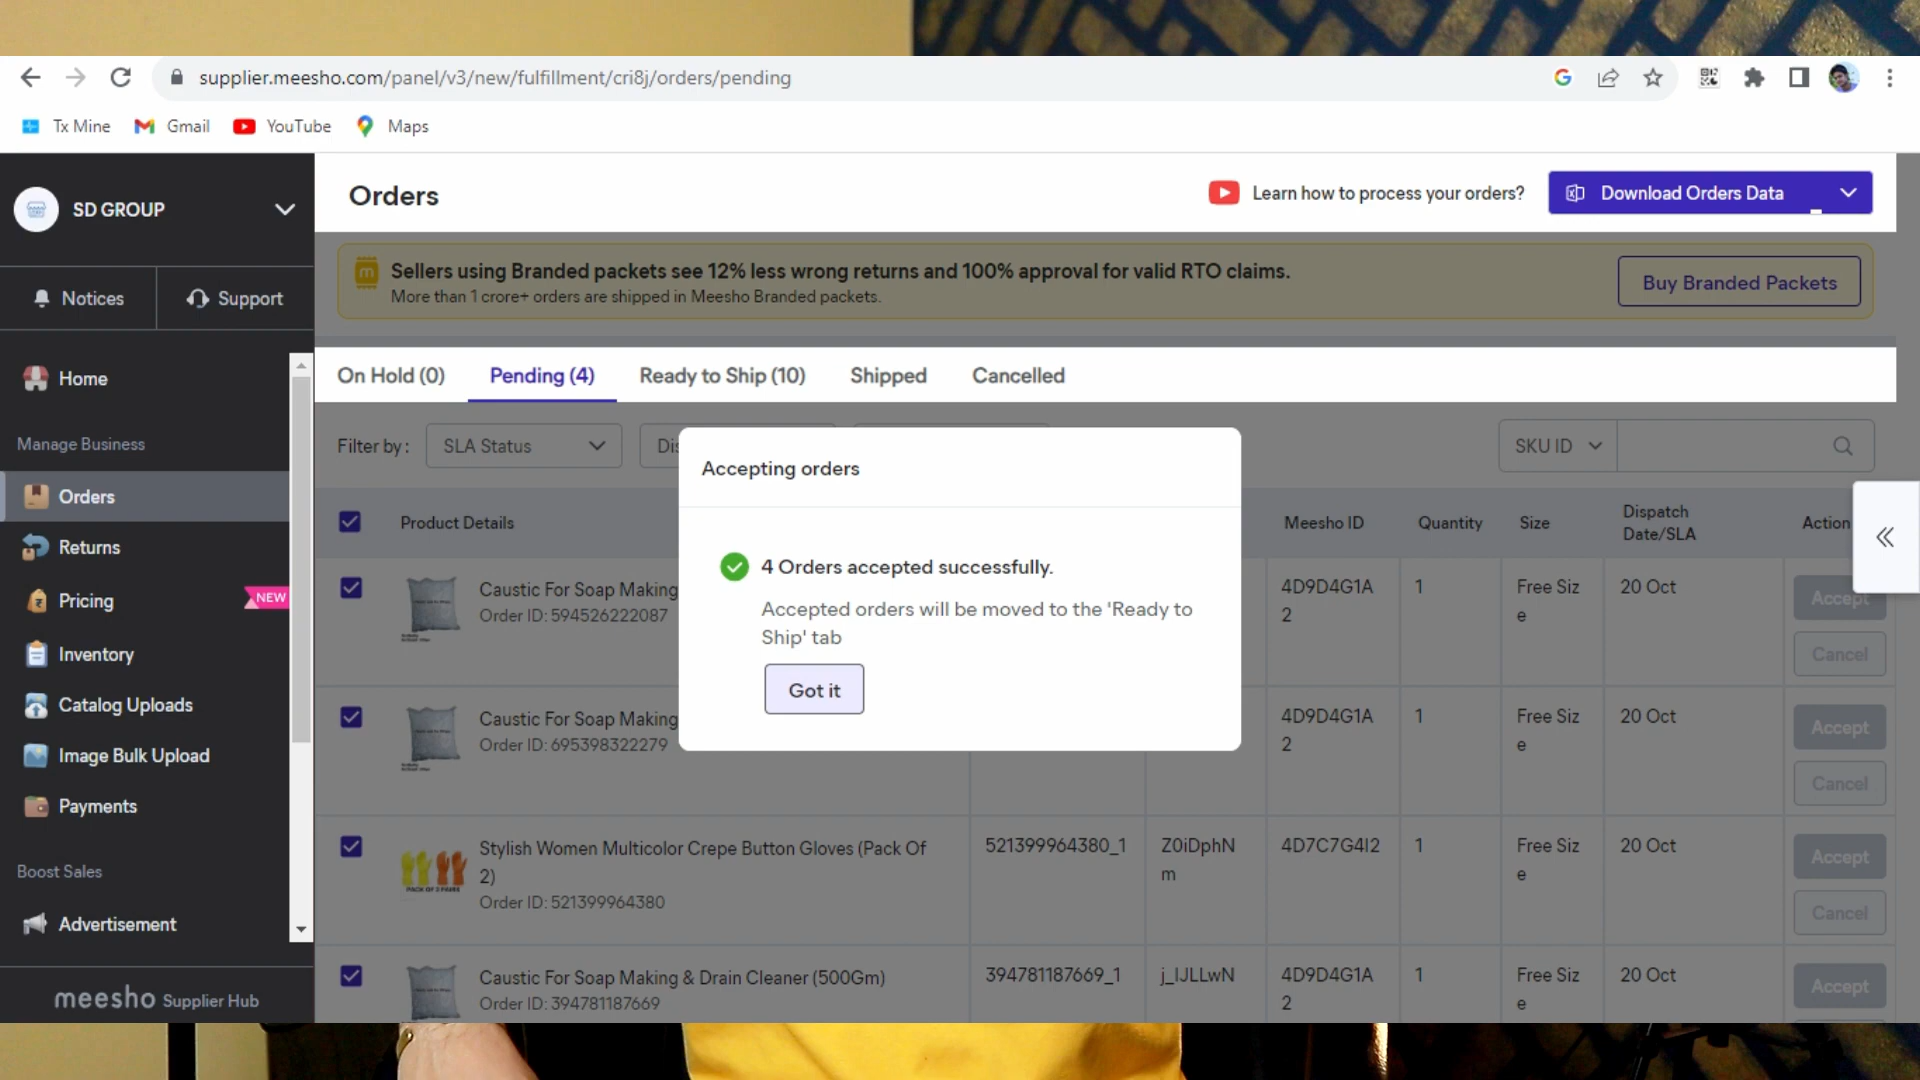 supplier.meesho.com/panel/v3/new/fulfillment/cri8j/orders/pending
Tx Mine
Gmail
YouTube
Maps
SD GROUP
Notices
Support
Home
Manage Business
Orders
Returns
Pricing
NEW
Inventory
Catalog Uploads
Image Bulk Upload
Payments
Boost Sales
Advertisement
meesho Supplier Hub
Orders
Learn how to process your orders?
Download Orders Data
Sellers using Branded packets see 12% less wrong returns and 100% approval for valid RTO claims.
More than 1 crore+ orders are shipped in Meesho Branded packets.
Buy Branded Packets
On Hold (0)
Pending (4)
Ready to Ship (10)
Shipped
Cancelled
Filter by :
SLA Status
SKU ID
Accepting orders
4 Orders accepted successfully.
Accepted orders will be moved to the 'Ready to
Ship' tab
Got it
Product Details
Meesho ID
Quantity
Size
Dispatch
Date/SLA
Action
Caustic For Soap Making
Order ID: 594526222087
4D9D4G1A
2
1
Free Siz
e
20 Oct
Accept
Cancel
Caustic For Soap Making
Order ID: 695398322279
4D9D4G1A
2
1
Free Siz
e
20 Oct
Accept
Cancel
PACK OF 2 PAIRS
Stylish Women Multicolor Crepe Button Gloves (Pack Of
2)
Order ID: 521399964380
521399964380_1
Z0iDphN
m
4D7C7G4I2
1
Free Siz
e
20 Oct
Accept
Cancel
Caustic For Soap Making & Drain Cleaner (500Gm)
Order ID: 394781187669
394781187669_1
j_IJLLwN
4D9D4G1A
2
1
Free Siz
e
20 Oct
Accept